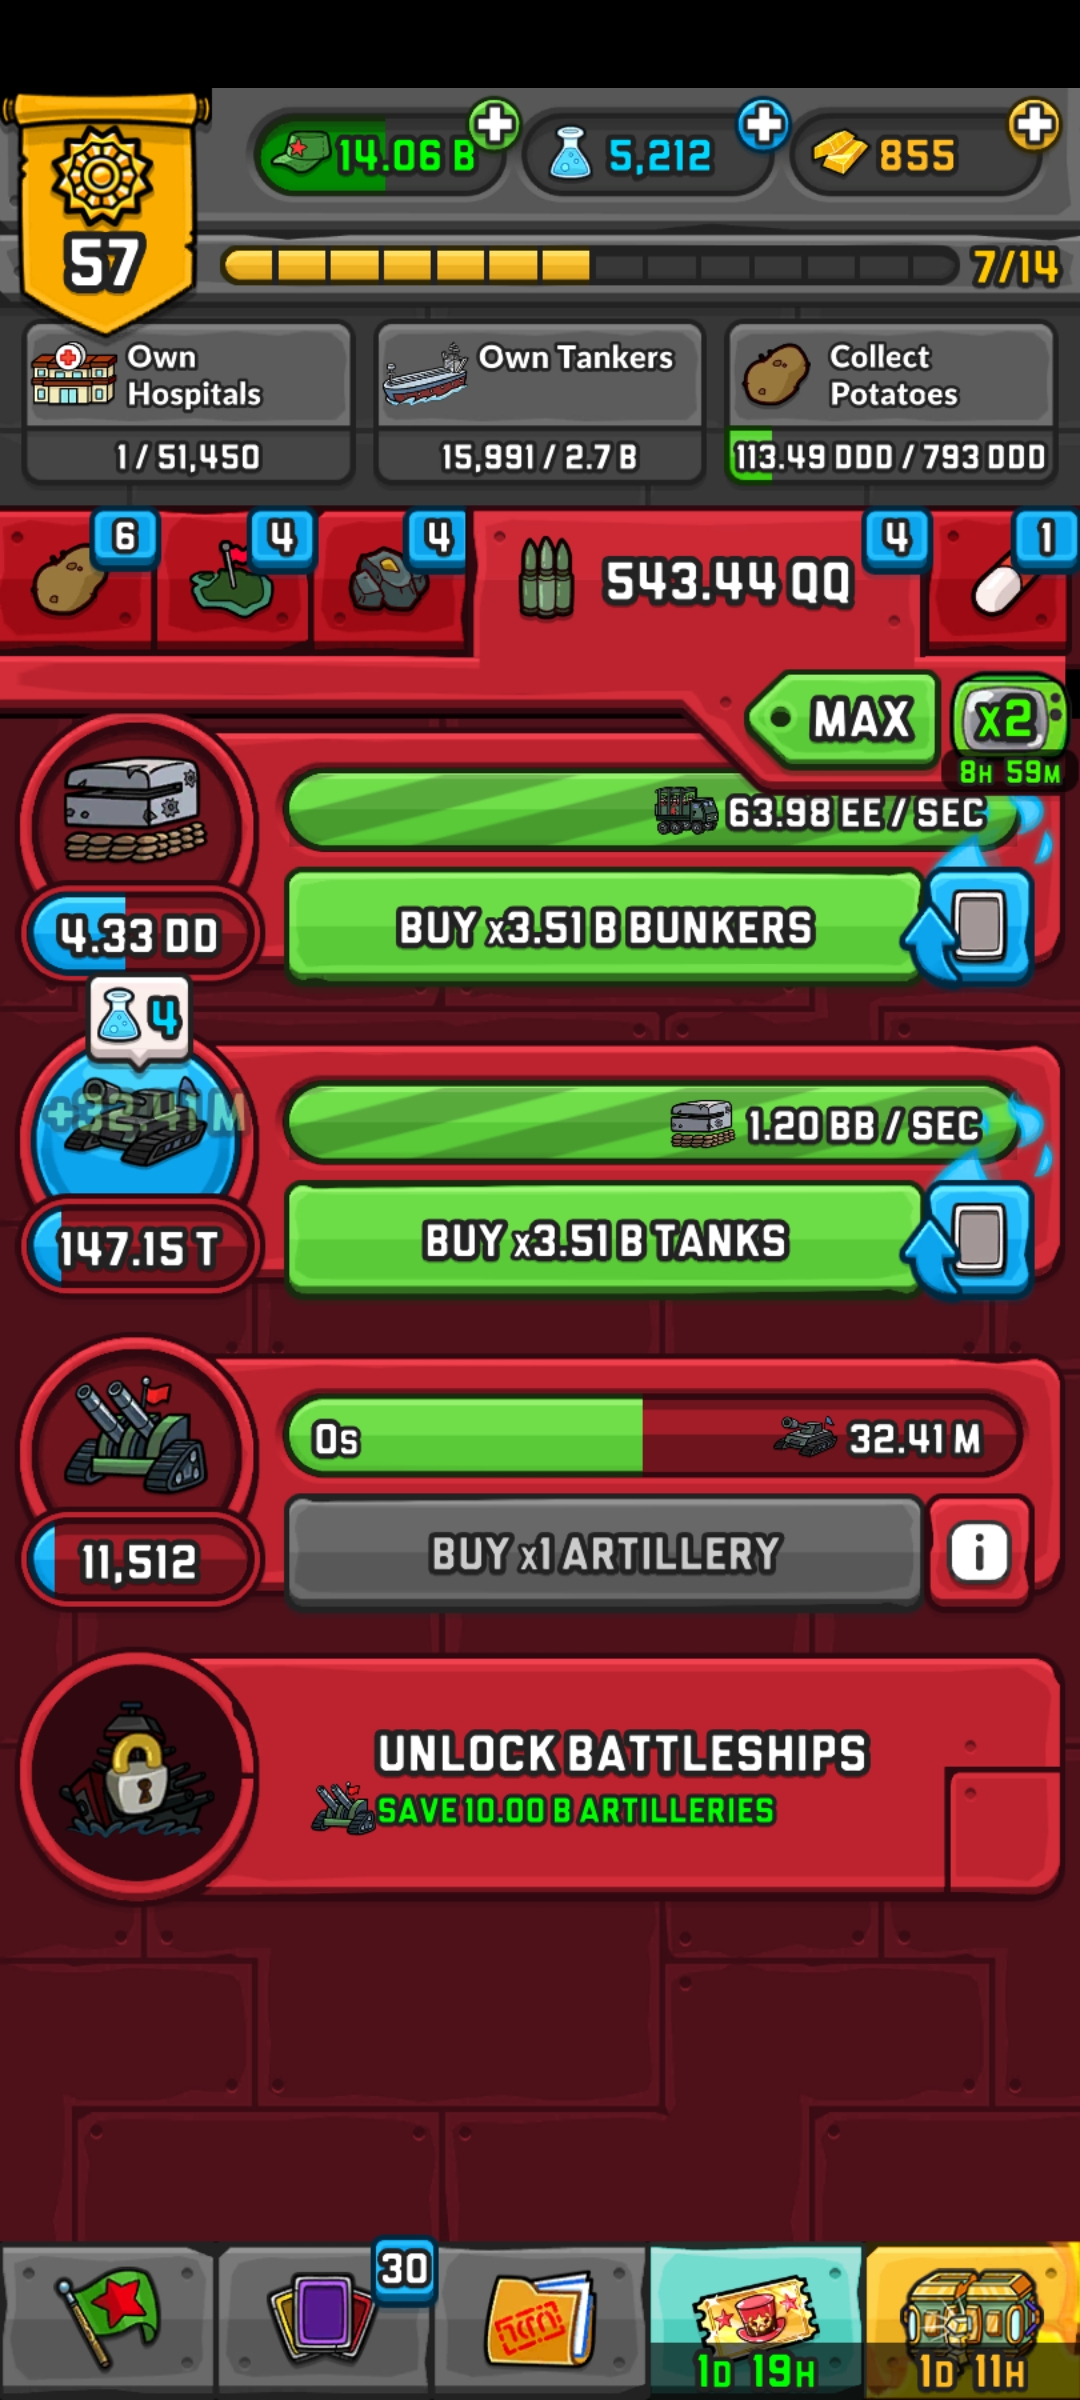 57
14.06 B
5,212
855
7/14
Own
Hospitals
1 / 51,450
Own Tankers
15,991 / 2.7 B
Collect
Potatoes
113.49 DDD / 793 DDD
6
4
4
543.44 QQ
4
1
MAX
x2
8H 59M
63.98 EE / SEC
4.33 DD
BUY x3.51 B BUNKERS
4
+32.41 M
1.20 BB / SEC
147.15 T
BUY x3.51 B TANKS
0s
32.41 M
11,512
BUY x1 ARTILLERY
i
UNLOCK BATTLESHIPS
SAVE 10.00 B ARTILLERIES
30
1D 19H
1D 11H